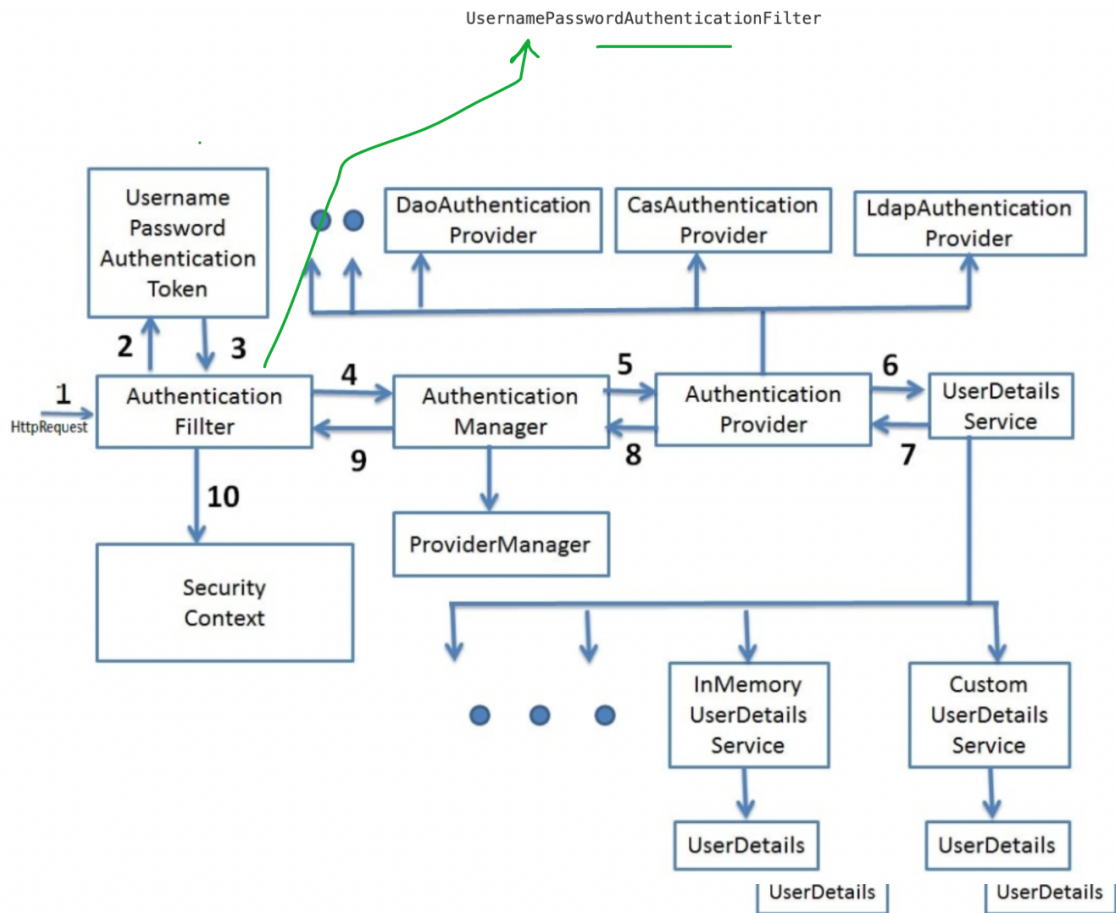 UsernamePasswordAuthenticationFilter
Username
Password
Authentication
Token
DaoAuthentication
Provider
CasAuthentication
Provider
LdapAuthentication
Provider
2
3
1
HttpRequest
Authentication
Fillter
4
9
Authentication
Manager
5
8
Authentication
Provider
6
7
UserDetails
Service
10
ProviderManager
Security
Context
InMemory
UserDetails
Service
Custom
UserDetails
Service
UserDetails
UserDetails
UserDetails
UserDetails